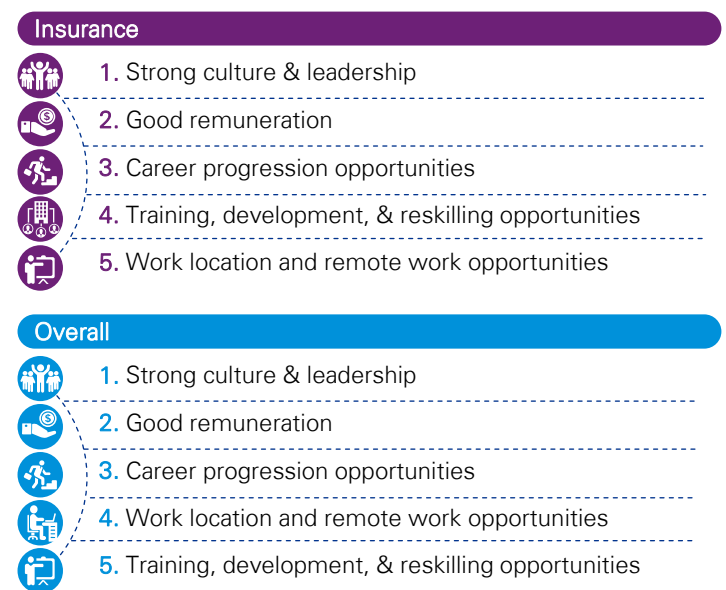 Insurance
1. Strong culture & leadership
2. Good remuneration
3. Career progression opportunities
4. Training, development, & reskilling opportunities
5. Work location and remote work opportunities
Overall
1. Strong culture & leadership
2. Good remuneration
3. Career progression opportunities
4. Work location and remote work opportunities
5. Training, development, & reskilling opportunities